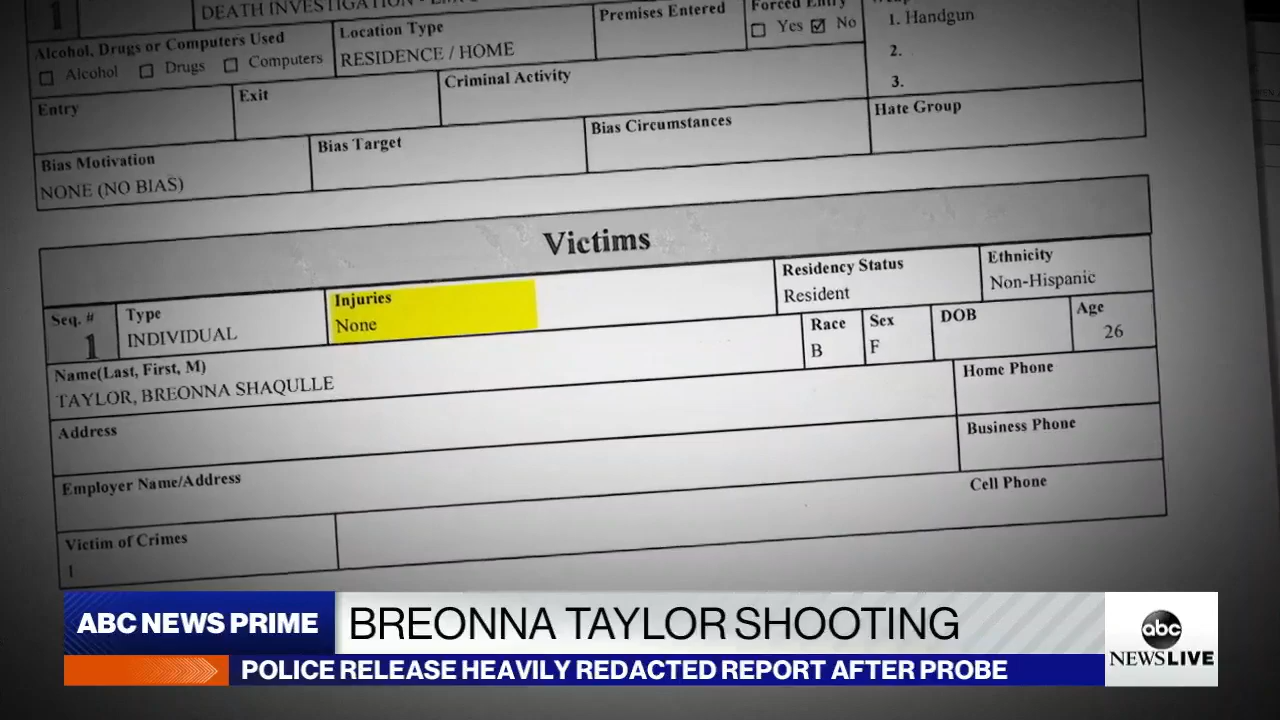 1
DEATH INVESTIGATION -
Alcohol, Drugs or Computers Used
Alcohol Drugs Computers
Location Type
RESIDENCE / HOME
Premises Entered
Forced Entry
Yes No
1. Handgun
2.
3.
Entry
Exit
Criminal Activity
Bias Motivation
NONE (NO BIAS)
Bias Target
Bias Circumstances
Hate Group
Victims
Seq. #
1
Type
INDIVIDUAL
Injuries
None
Residency Status
Resident
Ethnicity
Non-Hispanic
Name(Last, First, M)
TAYLOR, BREONNA SHAQULLE
Race
B
Sex
F
DOB
Age
26
Address
Home Phone
Employer Name/Address
Business Phone
Cell Phone
Victim of Crimes
1
ABC NEWS PRIME
BREONNA TAYLOR SHOOTING
POLICE RELEASE HEAVILY REDACTED REPORT AFTER PROBE
abc
NEWSLIVE